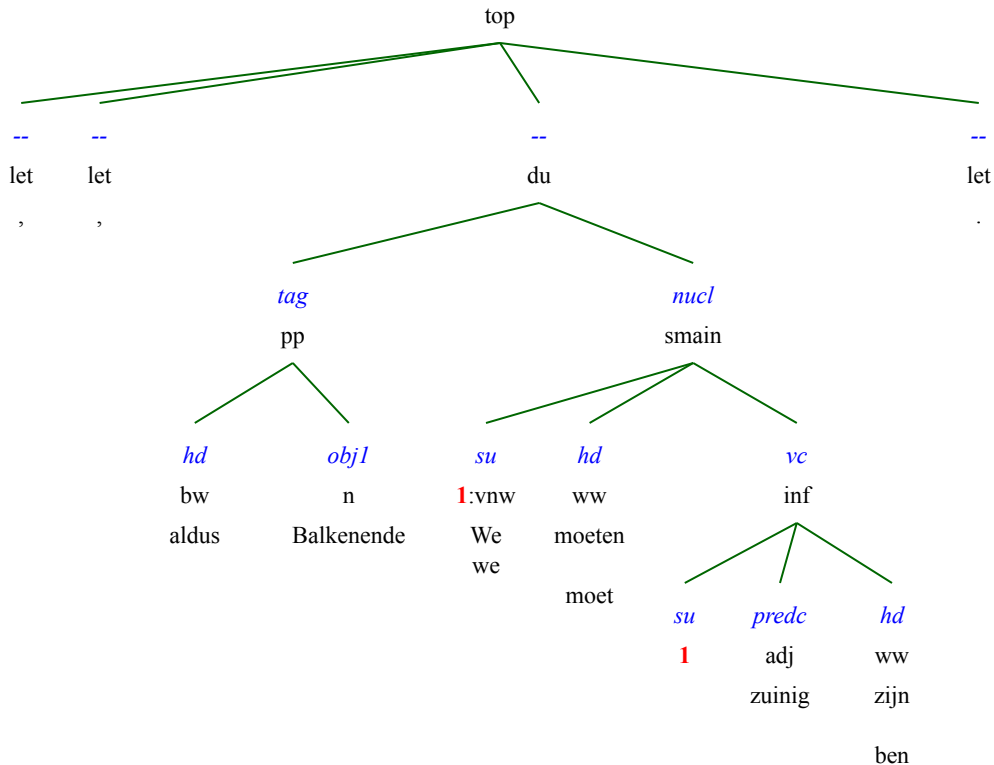 top
-- -- -- --
let let du let
, , .
tag nucl
pp smain
hd obj1 su hd vc
bw n 1:vnw ww inf
aldus Balkenende We moeten
we
moet
su predc hd
1 adj ww
zuinig zijn
ben